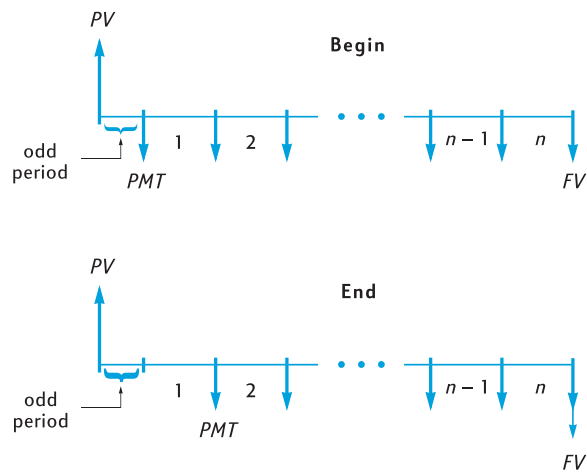 PV
Begin
1 2 n – 1 n
odd
period
PMT
FV
PV
End
1 2 n – 1 n
odd
period
PMT
FV